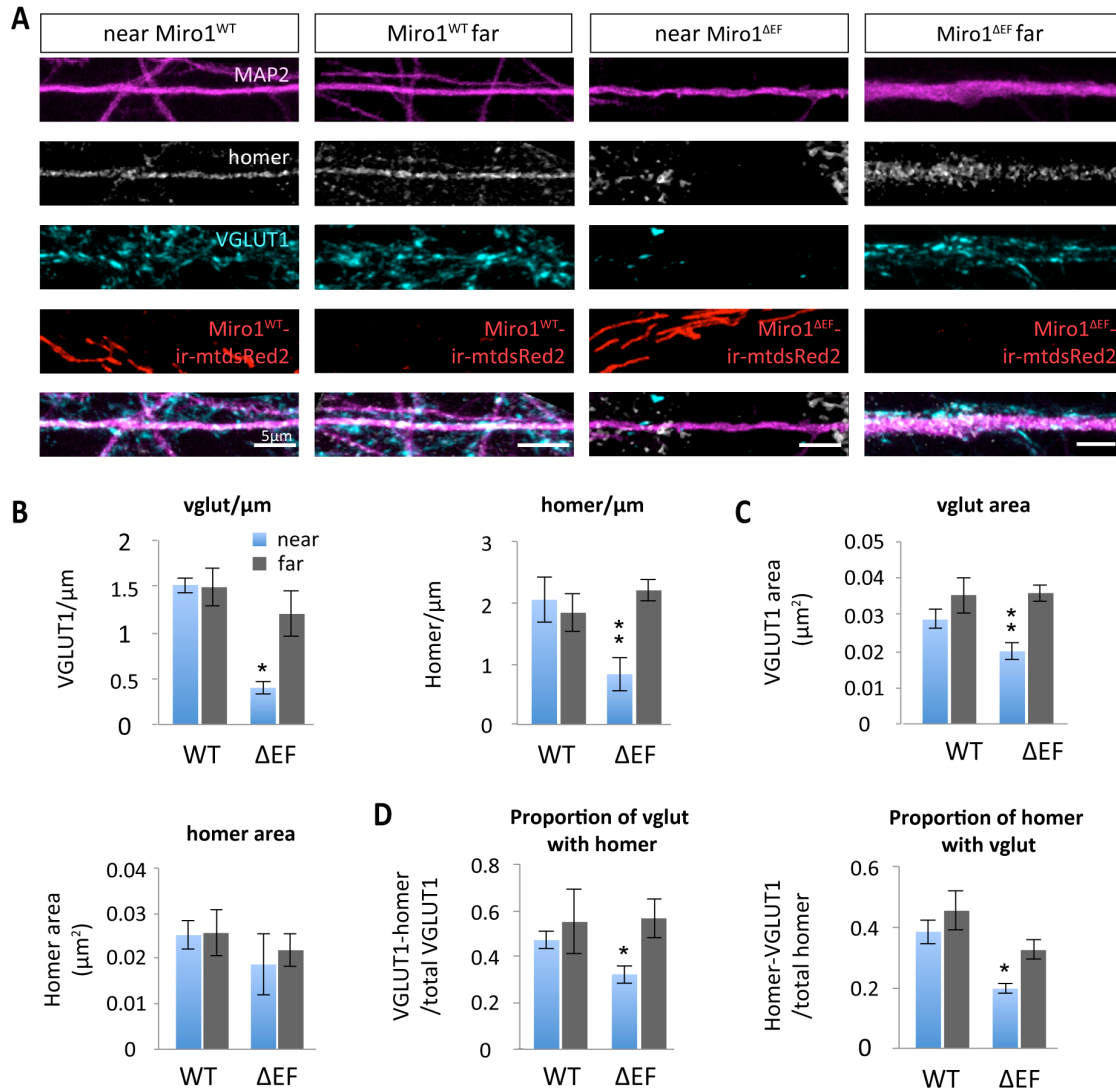 A
near Miro1ᵂᵀ
Miro1ᵂᵀ far
near Miro1ᐃᴱᶠ
Miro1ᐃᴱᶠ far
MAP2
homer
VGLUT1
Miro1ᵂᵀ-
ir-mtdsRed2
Miro1ᵂᵀ-
ir-mtdsRed2
Miro1ᐃᴱᶠ-
ir-mtdsRed2
Miro1ᐃᴱᶠ-
ir-mtdsRed2
5µm
B
vglut/µm
VGLUT1/µm
2
1.5
1
0.5
0
near
far
*
WT
ΔEF
homer/µm
Homer/µm
3
2
1
0
**
WT
ΔEF
C
vglut area
VGLUT1 area
(µm²)
0.05
0.04
0.03
0.02
0.01
0
**
WT
ΔEF
homer area
Homer area
(µm²)
0.04
0.03
0.02
0.01
0
WT
ΔEF
D
Proportion of vglut
with homer
VGLUT1-homer
/total VGLUT1
0.8
0.6
0.4
0.2
0
*
WT
ΔEF
Proportion of homer
with vglut
Homer-VGLUT1
/total homer
0.6
0.4
0.2
0
*
WT
ΔEF